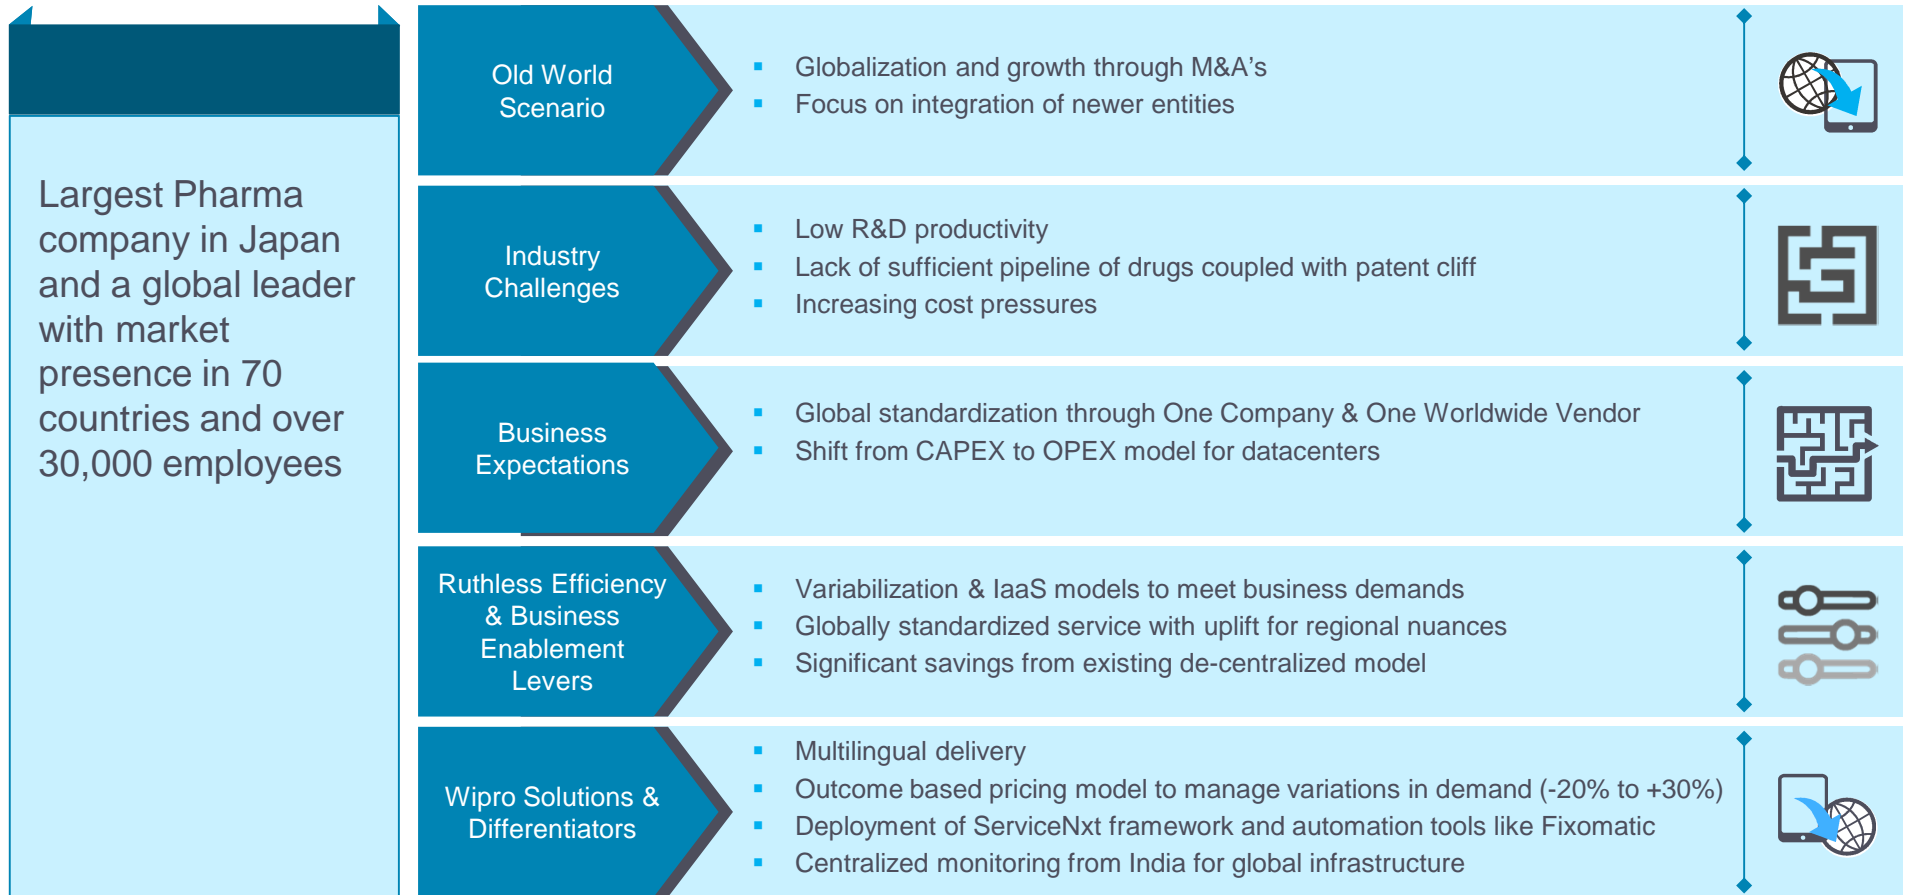 Largest Pharma
company in Japan
and a global leader
with market
presence in 70
countries and over
30,000 employees
Old World
Scenario
▪ Globalization and growth through M&A's
▪ Focus on integration of newer entities
Industry
Challenges
▪ Low R&D productivity
▪ Lack of sufficient pipeline of drugs coupled with patent cliff
▪ Increasing cost pressures
Business
Expectations
▪ Global standardization through One Company & One Worldwide Vendor
▪ Shift from CAPEX to OPEX model for datacenters
Ruthless Efficiency
& Business
Enablement
Levers
▪ Variabilization & IaaS models to meet business demands
▪ Globally standardized service with uplift for regional nuances
▪ Significant savings from existing de-centralized model
Wipro Solutions &
Differentiators
▪ Multilingual delivery
▪ Outcome based pricing model to manage variations in demand (-20% to +30%)
▪ Deployment of ServiceNxt framework and automation tools like Fixomatic
▪ Centralized monitoring from India for global infrastructure